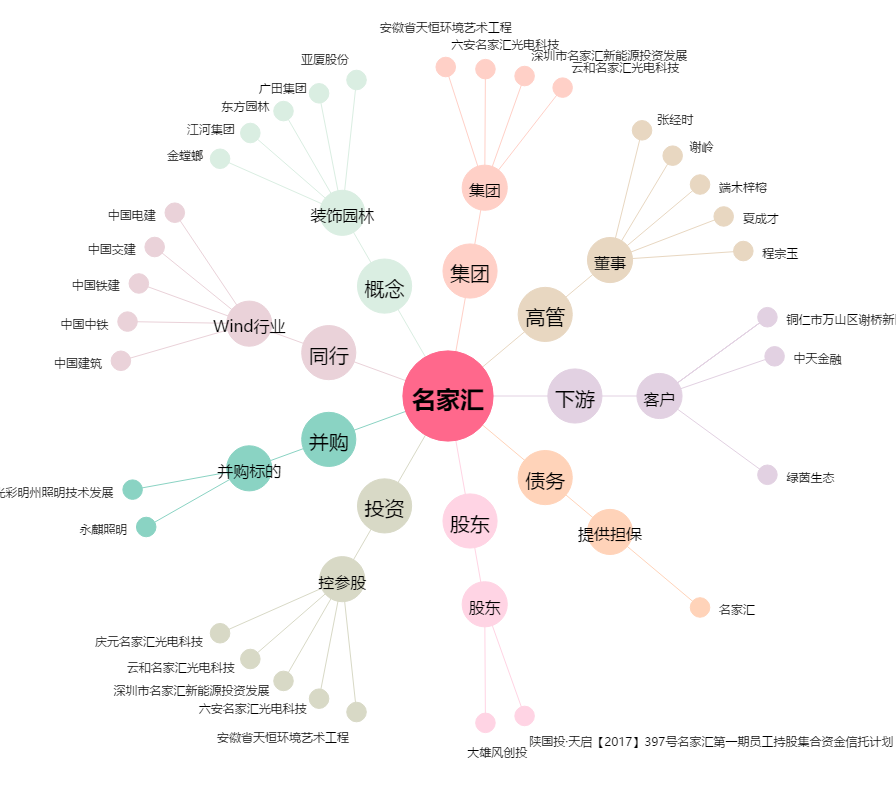 安徽省天恒环境艺术工程
六安名家汇光电科技
深圳市名家汇新能源投资发展
云和名家汇光电科技
亚厦股份
广田集团
东方园林
江河集团
金螳螂
装饰园林
概念
集团
集团
张经时
谢岭
端木梓榕
夏成才
程宗玉
董事
高管
中国电建
中国交建
中国铁建
中国中铁
中国建筑
Wind行业
同行
名家汇
下游
客户
铜仁市万山区谢桥新
中天金融
绿茵生态
并购
并购标的
光彩明州照明技术发展
永麒照明
投资
控参股
庆元名家汇光电科技
云和名家汇光电科技
深圳市名家汇新能源投资发展
六安名家汇光电科技
安徽省天恒环境艺术工程
股东
股东
大雄风创投
陕国投·天启【2017】397号名家汇第一期员工持股集合资金信托计划
债务
提供担保
名家汇